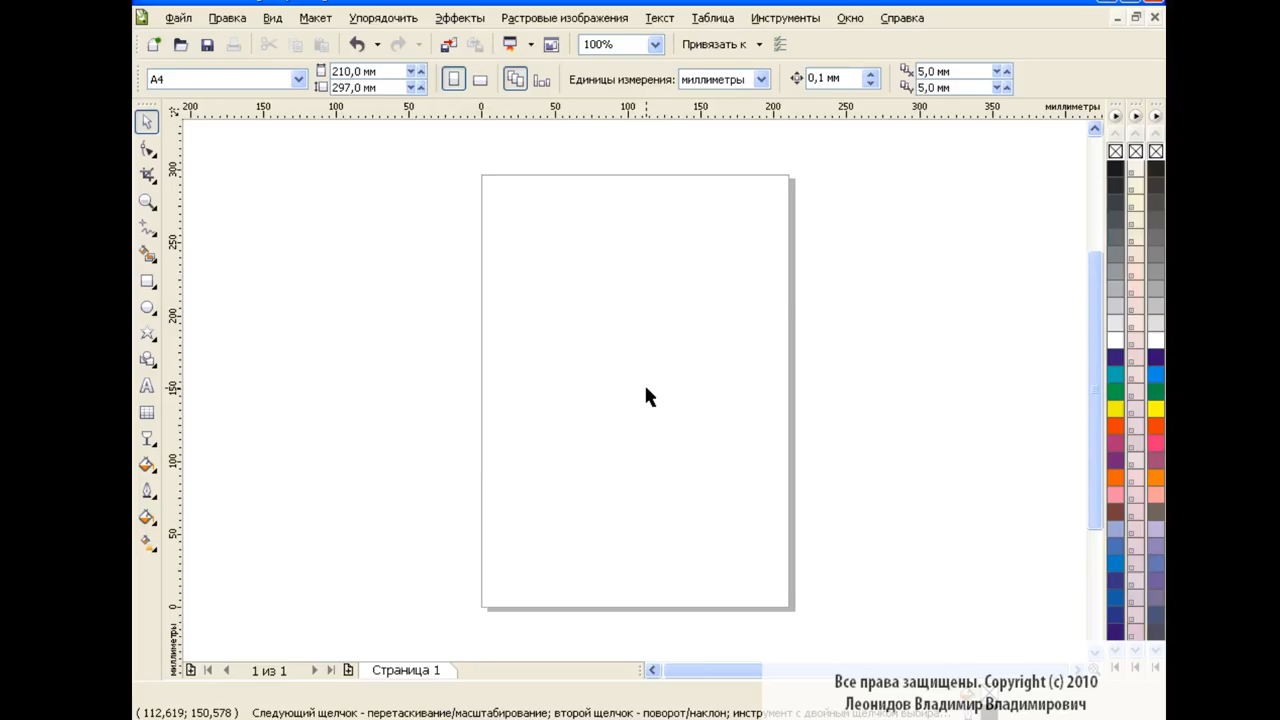 Файл Правка Вид Макет Упорядочить Эффекты Растровые изображения Текст Таблица Инструменты Окно Справка
100% Привязать к
A4 210,0 мм 297,0 мм Единицы измерения: миллиметры 0,1 мм 5,0 мм 5,0 мм
200 150 100 50 0 50 100 150 200 250 300 350 миллиметры
300
250
200
150
100
50
0
миллиметры
1 из 1 Страница 1
Все права защищены. Copyright (c) 2010
Леонидов Владимир Владимирович
( 112,619; 150,578 ) Следующий щелчок - перетаскивание/масштабирование; второй щелчок - поворот/наклон; инструмент с двойным щелчком выбира...